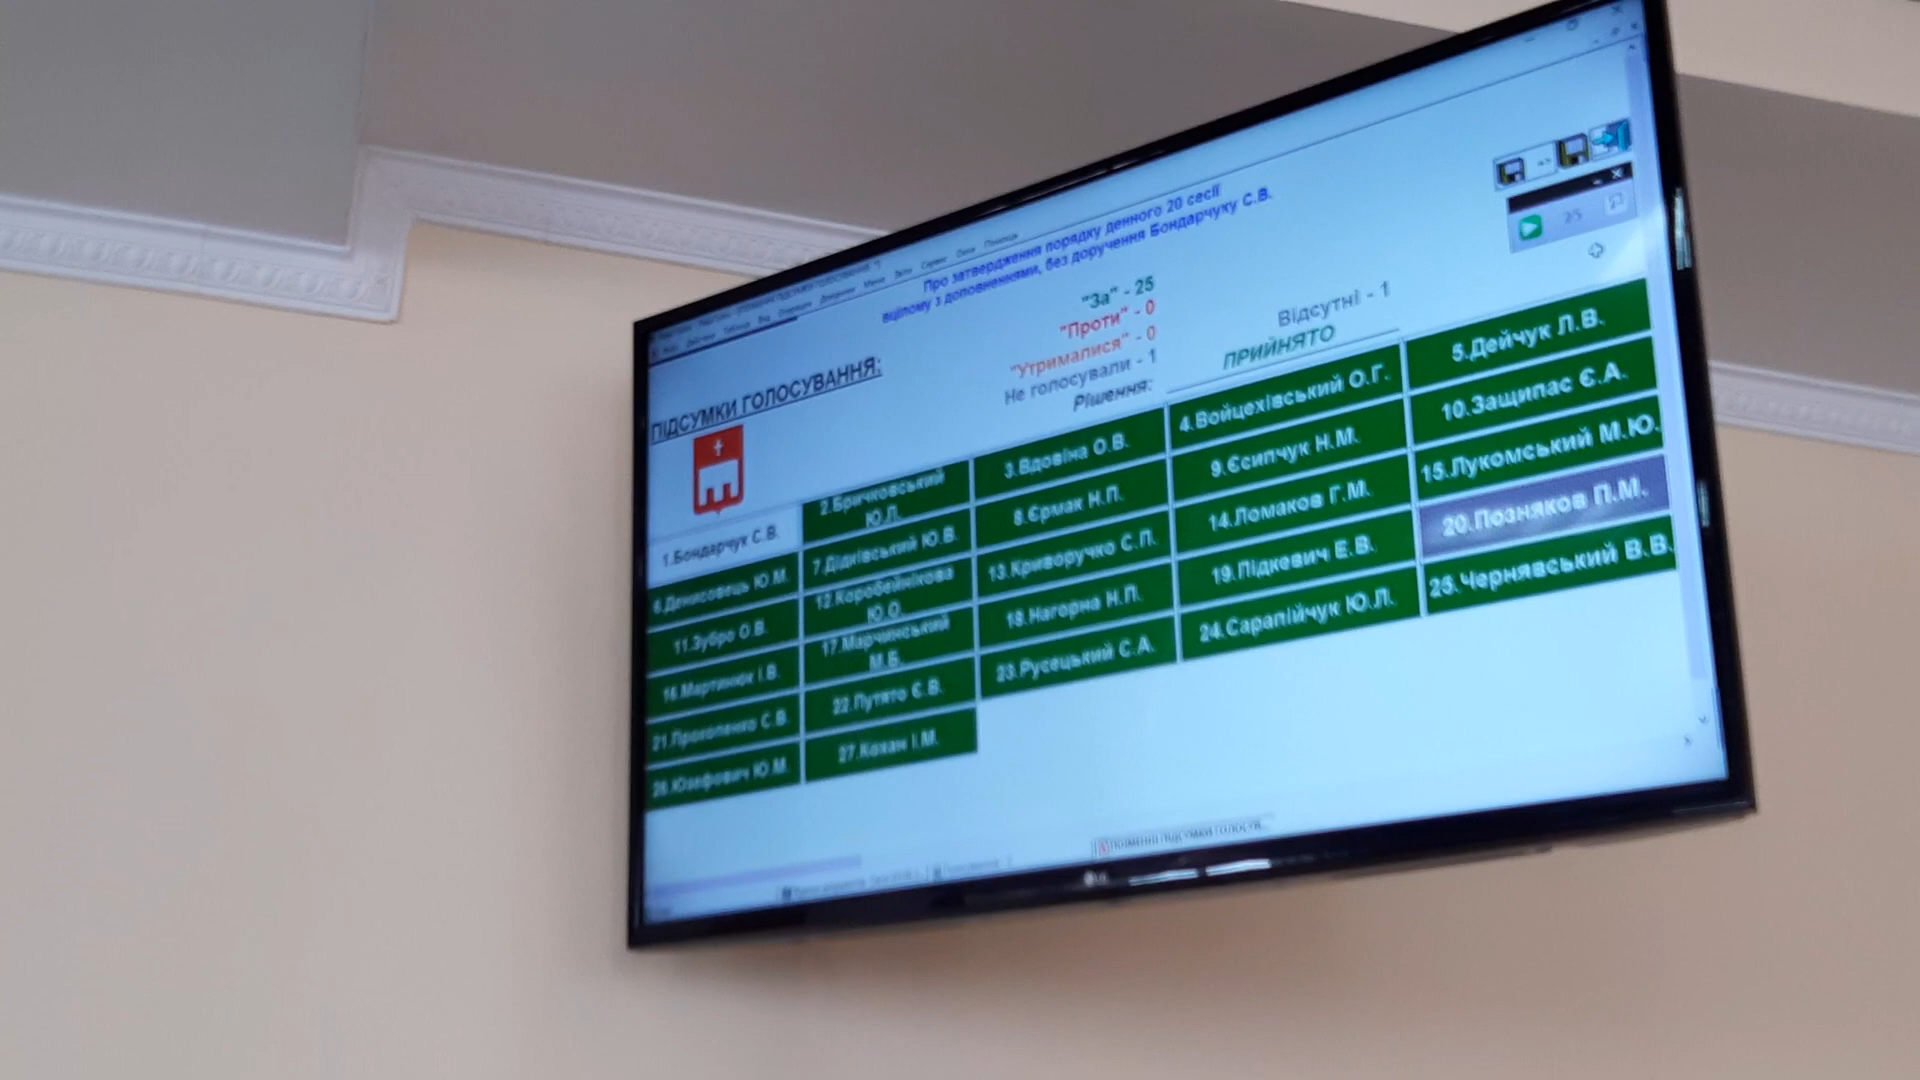 Про затвердження порядку денного 20 сесії
вцілому з доповненнями, без доручення Бондарчуку С.В.
ПІДСУМКИ ГОЛОСУВАННЯ:
"За" - 25
"Проти" - 0
"Утрималися" - 0
Не голосували - 1
Відсутні - 1
Рішення:
ПРИЙНЯТО
25
1.Бондарчук С.В.
2.Бричковський
Ю.Л.
3.Вдовіна О.В.
4.Войцехівський О.Г.
5.Дейчук Л.В.
6.Денисовець Ю.М.
7.Дідківський Ю.В.
8.Єрмак Н.П.
9.Єсипчук Н.М.
10.Защипас Є.А.
11.Зубро О.В.
12.Коробейнікова
Ю.О.
13.Криворучко С.П.
14.Ломаков Г.М.
15.Лукомський М.Ю.
16.Мартинюк І.В.
17.Марчинський
М.Б.
18.Нагорна Н.П.
19.Підкевич Е.В.
20.Позняков П.М.
21.Прокопенко С.В.
22.Путято Є.В.
23.Русецький С.А.
24.Сарапійчук Ю.Л.
25.Чернявський В.В.
26.Юзефович Ю.М.
27.Кохан І.М.
LG